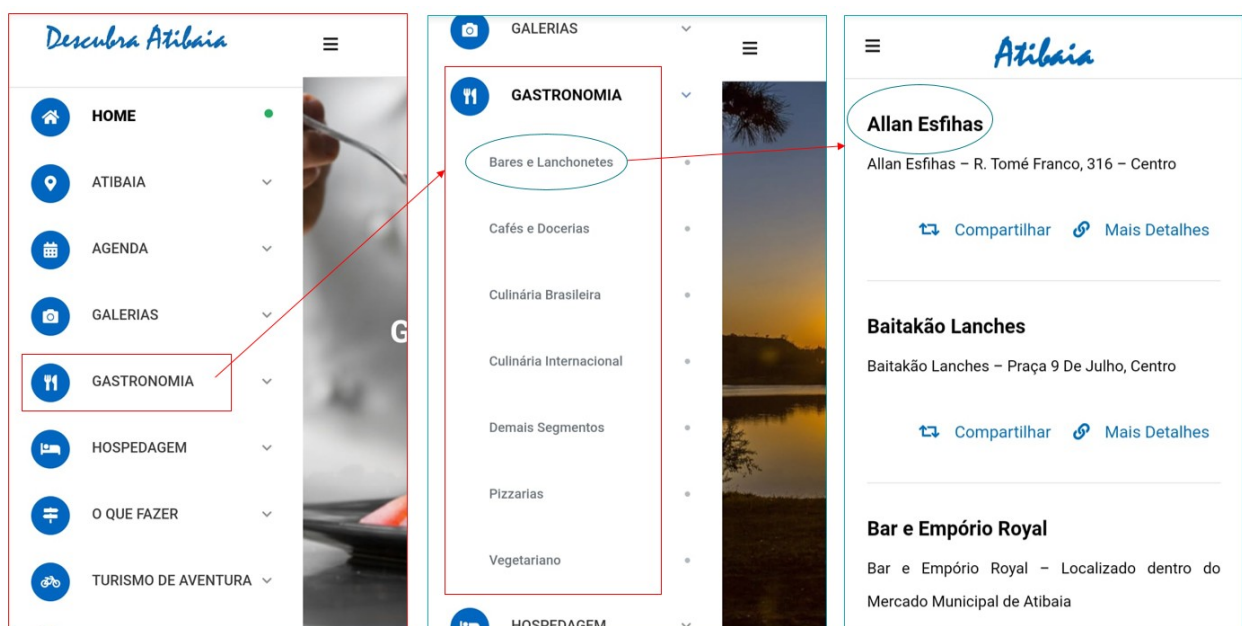 Descubra Atibaia
HOME
ATIBAIA
AGENDA
GALERIAS
GASTRONOMIA
HOSPEDAGEM
O QUE FAZER
TURISMO DE AVENTURA
G
GALERIAS
GASTRONOMIA
Bares e Lanchonetes
Cafés e Docerias
Culinária Brasileira
Culinária Internacional
Demais Segmentos
Pizzarias
Vegetariano
HOSPEDAGEM
Atibaia
Allan Esfihas
Allan Esfihas – R. Tomé Franco, 316 – Centro
Compartilhar Mais Detalhes
Baitakão Lanches
Baitakão Lanches – Praça 9 De Julho, Centro
Compartilhar Mais Detalhes
Bar e Empório Royal
Bar e Empório Royal – Localizado dentro do
Mercado Municipal de Atibaia